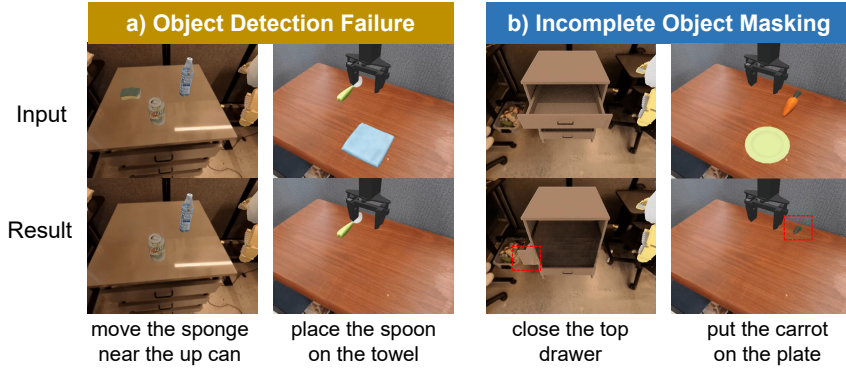 a) Object Detection Failure
b) Incomplete Object Masking
Input
Result
move the sponge
near the up can
place the spoon
on the towel
close the top
drawer
put the carrot
on the plate